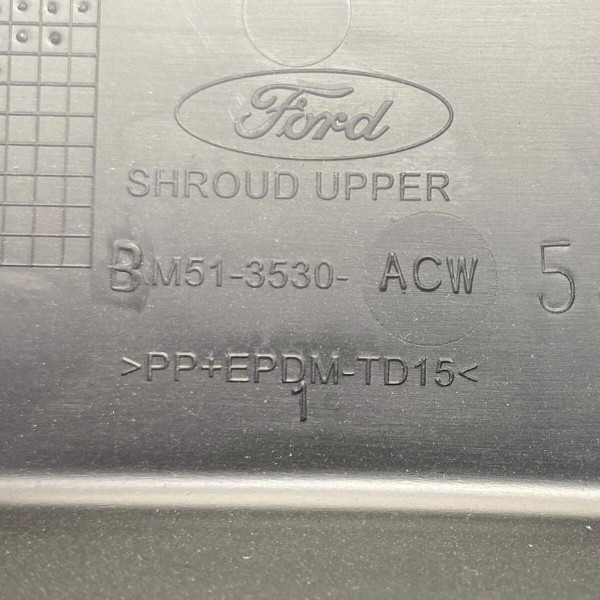 Ford
SHROUD UPPER
BM51-3530- ACW 5
>PP+EPDM-TD15<
1